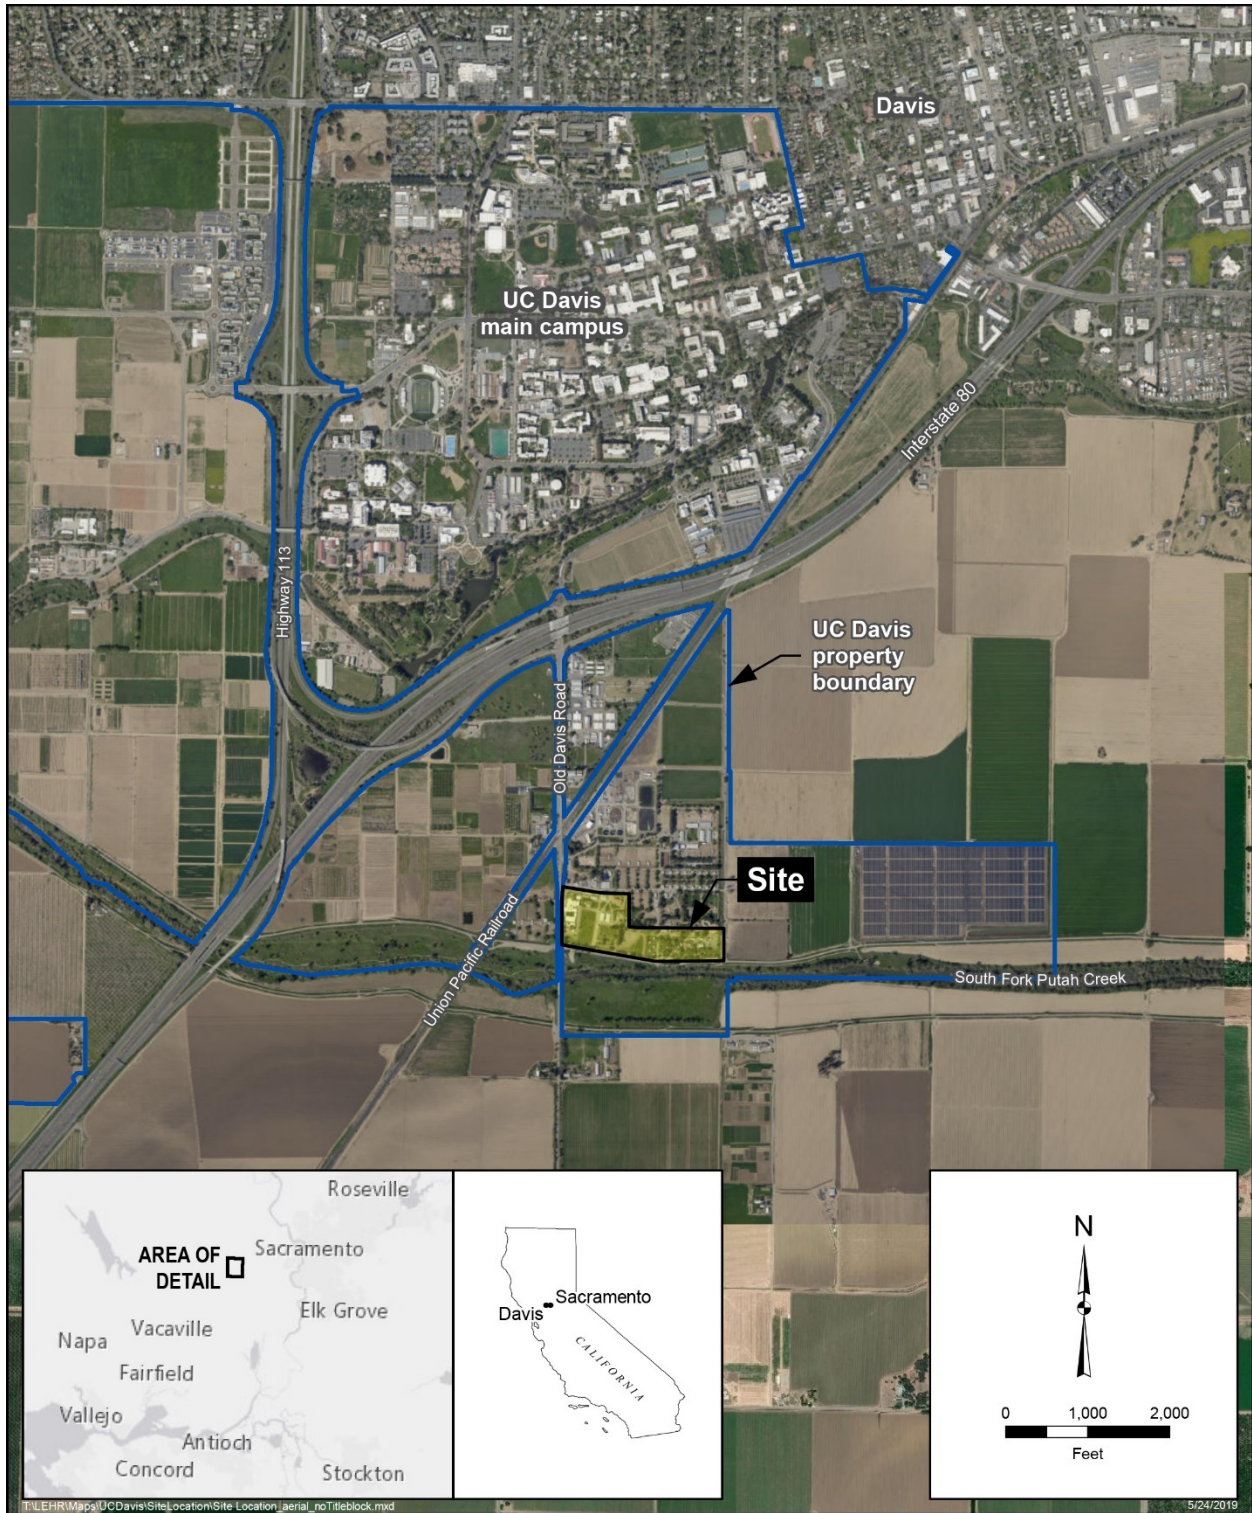 Davis
UC Davis
main campus
Interstate 80
Highway 113
UC Davis
property
boundary
Old Davis Road
Site
Union Pacific Railroad
South Fork Putah Creek
Roseville
AREA OF
DETAIL
Sacramento
Elk Grove
Napa
Vacaville
Fairfield
Vallejo
Antioch
Concord
Stockton
Sacramento
Davis
CALIFORNIA
N
0 1,000 2,000
Feet
T:\LEHR\Maps\UCDavis\SiteLocation\Site Location_aerial_noTitleblock.mxd
5/24/2019